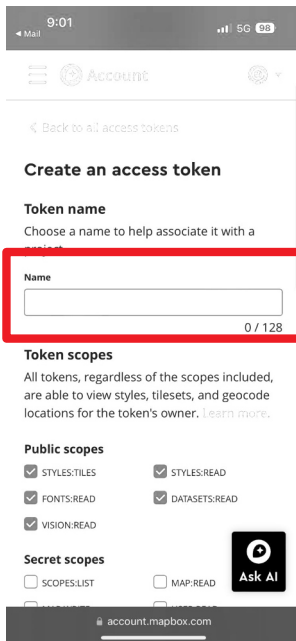 9:01
5G 98
Mail
Account
Back to all access tokens
Create an access token
Token name
Choose a name to help associate it with a
project
Name
0 / 128
Token scopes
All tokens, regardless of the scopes included,
are able to view styles, tilesets, and geocode
locations for the token's owner. Learn more.
Public scopes
STYLES:TILES STYLES:READ
FONTS:READ DATASETS:READ
VISION:READ
Secret scopes
SCOPES:LIST MAP:READ
Ask AI
account.mapbox.com